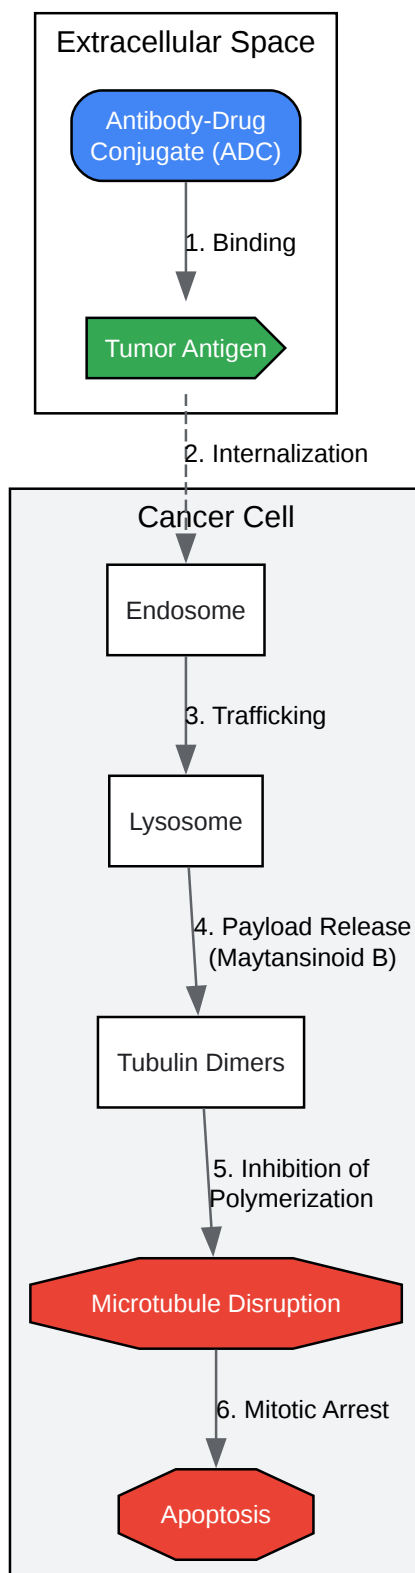 Extracellular Space
Antibody-Drug
Conjugate (ADC)
1. Binding
Tumor Antigen
2. Internalization
Cancer Cell
Endosome
3. Trafficking
Lysosome
4. Payload Release
(Maytansinoid B)
Tubulin Dimers
5. Inhibition of
Polymerization
Microtubule Disruption
6. Mitotic Arrest
Apoptosis